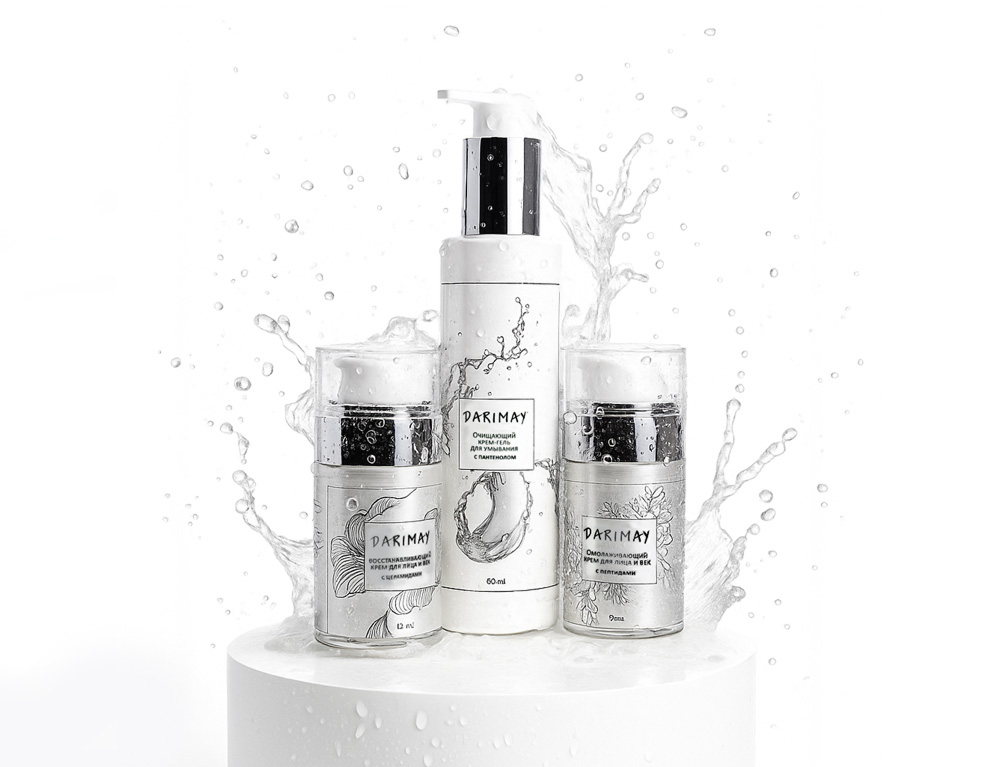 DARIMAY
Очищающий
крем-гель
для умывания
с пантенолом
60 ml
DARIMAY
восстанавливающий
крем для лица и век
с церамидами
12 ml
DARIMAY
Омолаживающий
крем для лица и век
с пептидами